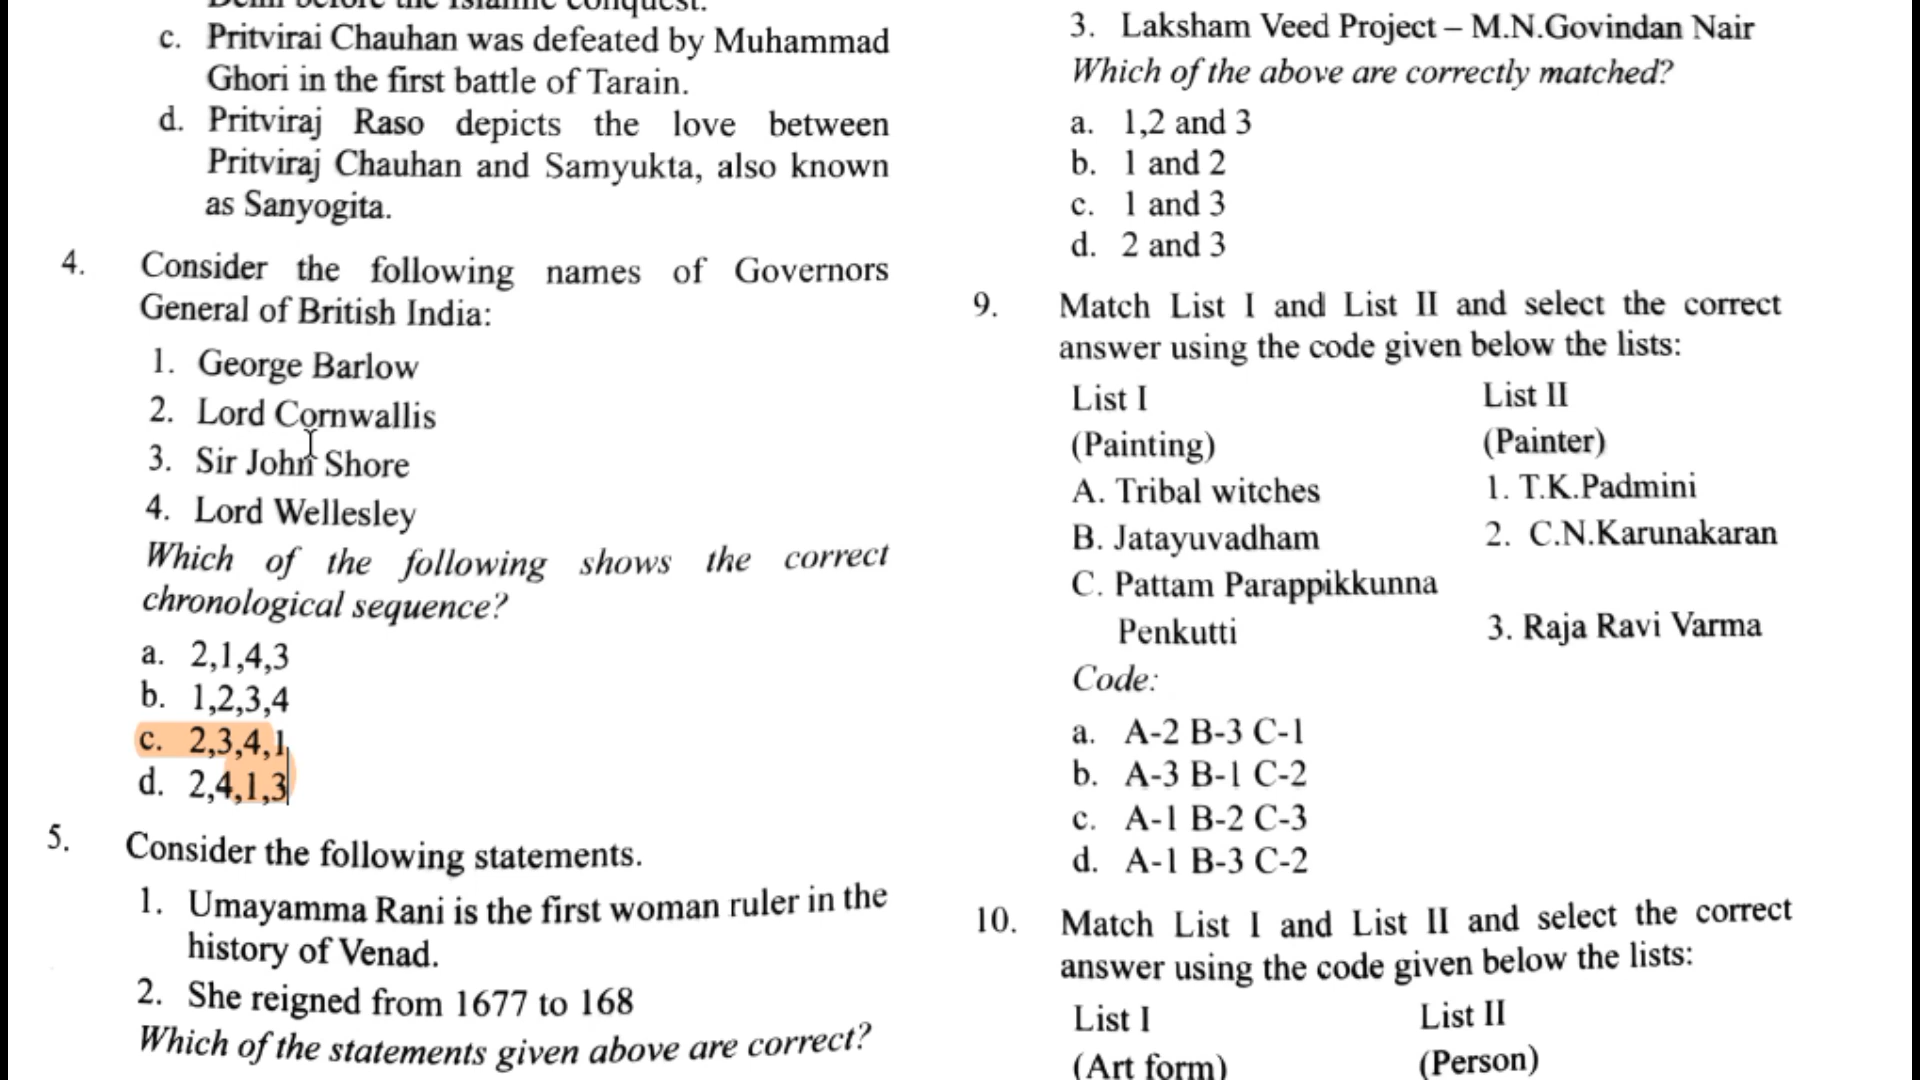 Delhi before the Islamic conquest.
c. Pritvirai Chauhan was defeated by Muhammad
Ghori in the first battle of Tarain.
d. Pritviraj Raso depicts the love between
Pritviraj Chauhan and Samyukta, also known
as Sanyogita.
4. Consider the following names of Governors
General of British India:
1. George Barlow
2. Lord Cornwallis
3. Sir John Shore
4. Lord Wellesley
Which of the following shows the correct
chronological sequence?
a. 2,1,4,3
b. 1,2,3,4
c. 2,3,4,1
d. 2,4,1,3
5. Consider the following statements.
1. Umayamma Rani is the first woman ruler in the
history of Venad.
2. She reigned from 1677 to 168
Which of the statements given above are correct?
3. Laksham Veed Project – M.N.Govindan Nair
Which of the above are correctly matched?
a. 1,2 and 3
b. 1 and 2
c. 1 and 3
d. 2 and 3
9. Match List I and List II and select the correct
answer using the code given below the lists:
List I List II
(Painting) (Painter)
A. Tribal witches 1. T.K.Padmini
B. Jatayuvadham 2. C.N.Karunakaran
C. Pattam Parappikkunna
Penkutti 3. Raja Ravi Varma
Code:
a. A-2 B-3 C-1
b. A-3 B-1 C-2
c. A-1 B-2 C-3
d. A-1 B-3 C-2
10. Match List I and List II and select the correct
answer using the code given below the lists:
List I List II
(Art form) (Person)